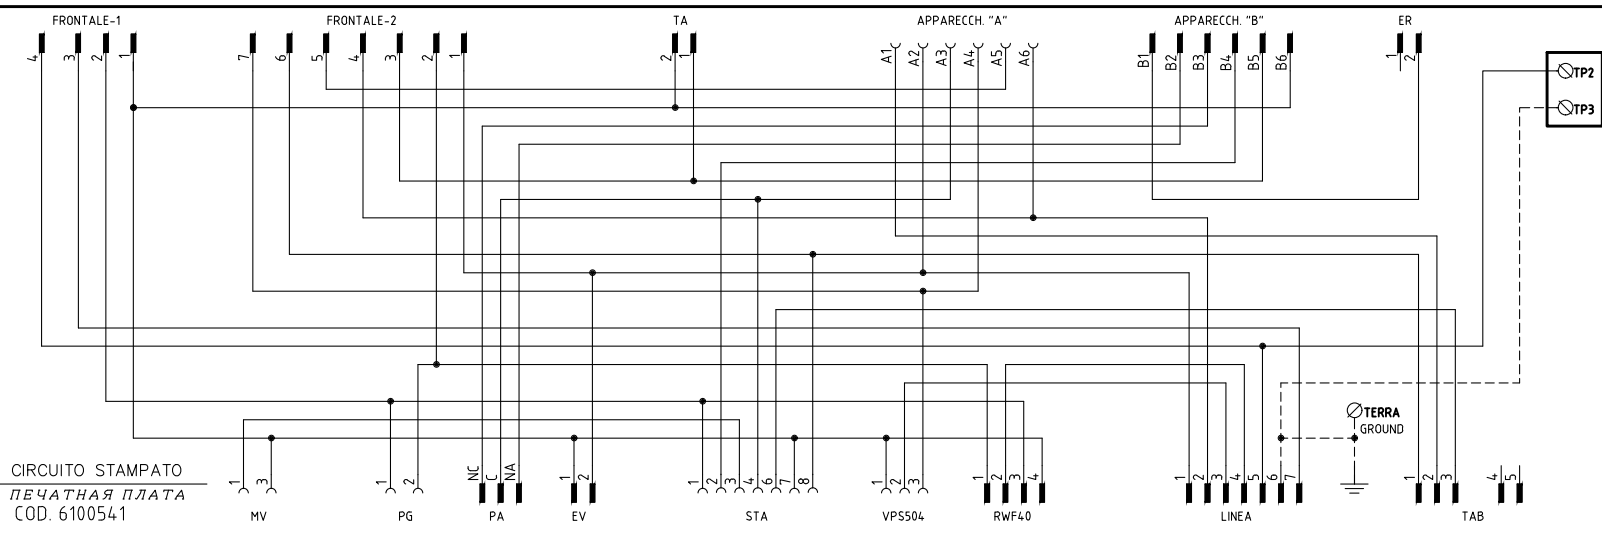 FRONTALE-1 FRONTALE-2 TA APPARECCH. "A" APPARECCH. "B" ER
4 3 2 1 7 6 5 4 3 2 1 2 1 A1 A2 A3 A4 A5 A6 B1 B2 B3 B4 B5 B6 1 2
TP2
TP3
TERRA
GROUND
CIRCUITO STAMPATO
ПЕЧАТНАЯ ПЛАТА
COD. 6100541
1 3 1 2 NC C NA 1 2 1 2 3 4 6 7 8 1 2 3 1 2 3 4 1 2 3 4 5 6 7 1 2 3 4 5
MV PG PA EV STA VPS504 RWF40 LINEA TAB